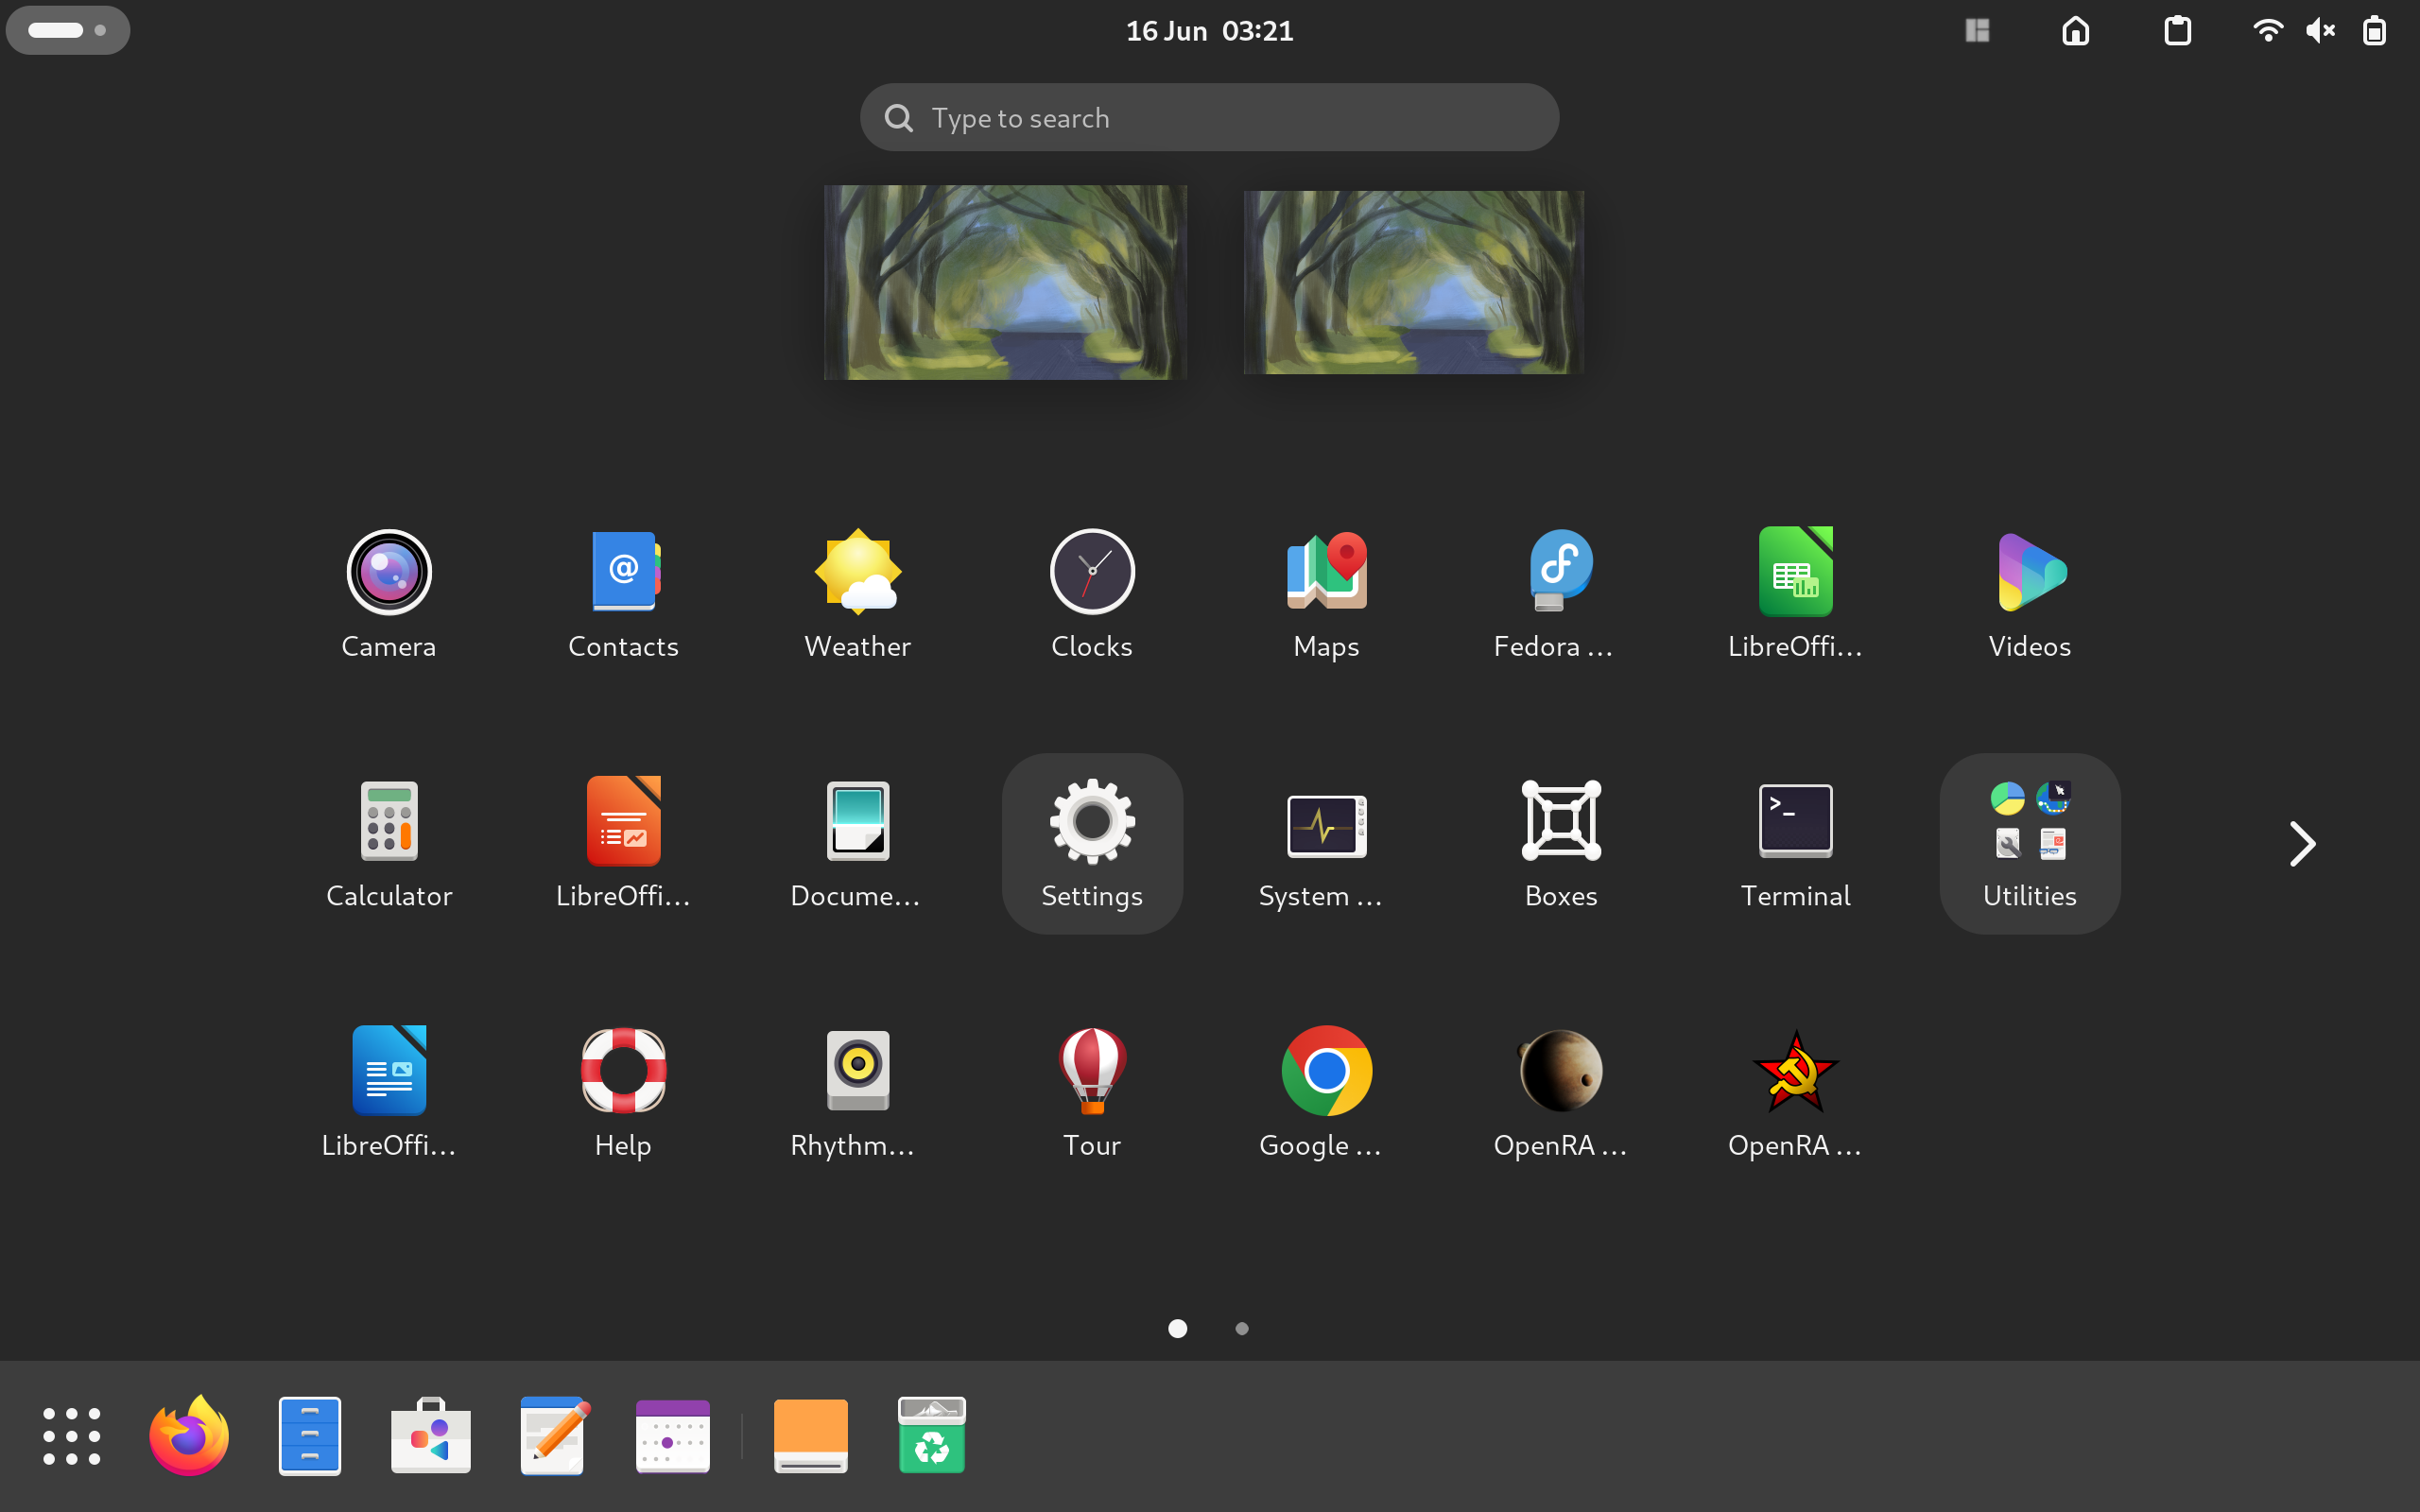 16 Jun 03:21
Type to search
Camera
Contacts
Weather
Clocks
Maps
Fedora ...
LibreOffi...
Videos
Calculator
LibreOffi...
Docume...
Settings
System ...
Boxes
Terminal
Utilities
LibreOffi...
Help
Rhythm...
Tour
Google ...
OpenRA ...
OpenRA ...